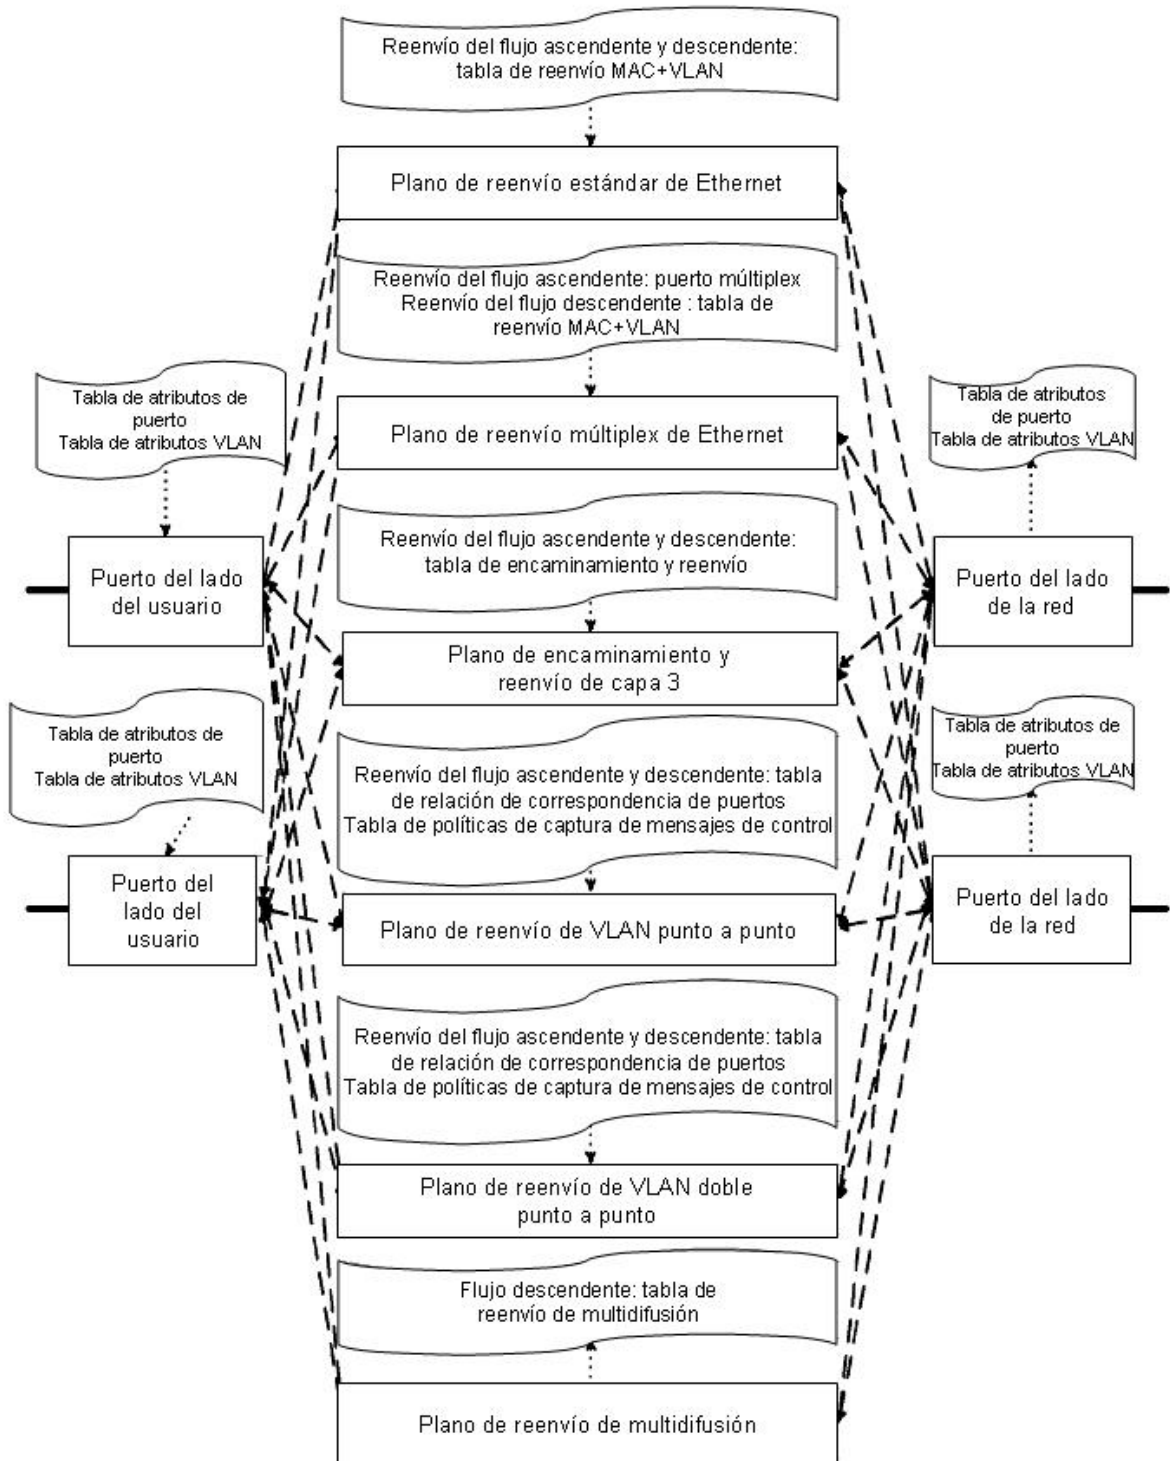 Reenvío del flujo ascendente y descendente:
tabla de reenvío MAC+VLAN
Plano de reenvío estándar de Ethernet
Reenvío del flujo ascendente: puerto múltiplex
Reenvío del flujo descendente : tabla de
reenvío MAC+VLAN
Tabla de atributos de
puerto
Tabla de atributos VLAN
Plano de reenvío múltiplex de Ethernet
Tabla de atributos
de puerto
Tabla de atributos VLAN
Reenvío del flujo ascendente y descendente:
tabla de encaminamiento y reenvío
Puerto del lado
del usuario
Puerto del lado
de la red
Plano de encaminamiento y
reenvío de capa 3
Tabla de atributos de
puerto
Tabla de atributos VLAN
Reenvío del flujo ascendente y descendente: tabla
de relación de correspondencia de puertos
Tabla de políticas de captura de mensajes de control
Tabla de atributos de
puerto
Tabla de atributos VLAN
Puerto del
lado del
usuario
Plano de reenvío de VLAN punto a punto
Puerto del lado
de la red
Reenvío del flujo ascendente y descendente: tabla
de relación de correspondencia de puertos
Tabla de políticas de captura de mensajes de control
Plano de reenvío de VLAN doble
punto a punto
Flujo descendente: tabla de
reenvío de multidifusión
Plano de reenvío de multidifusión